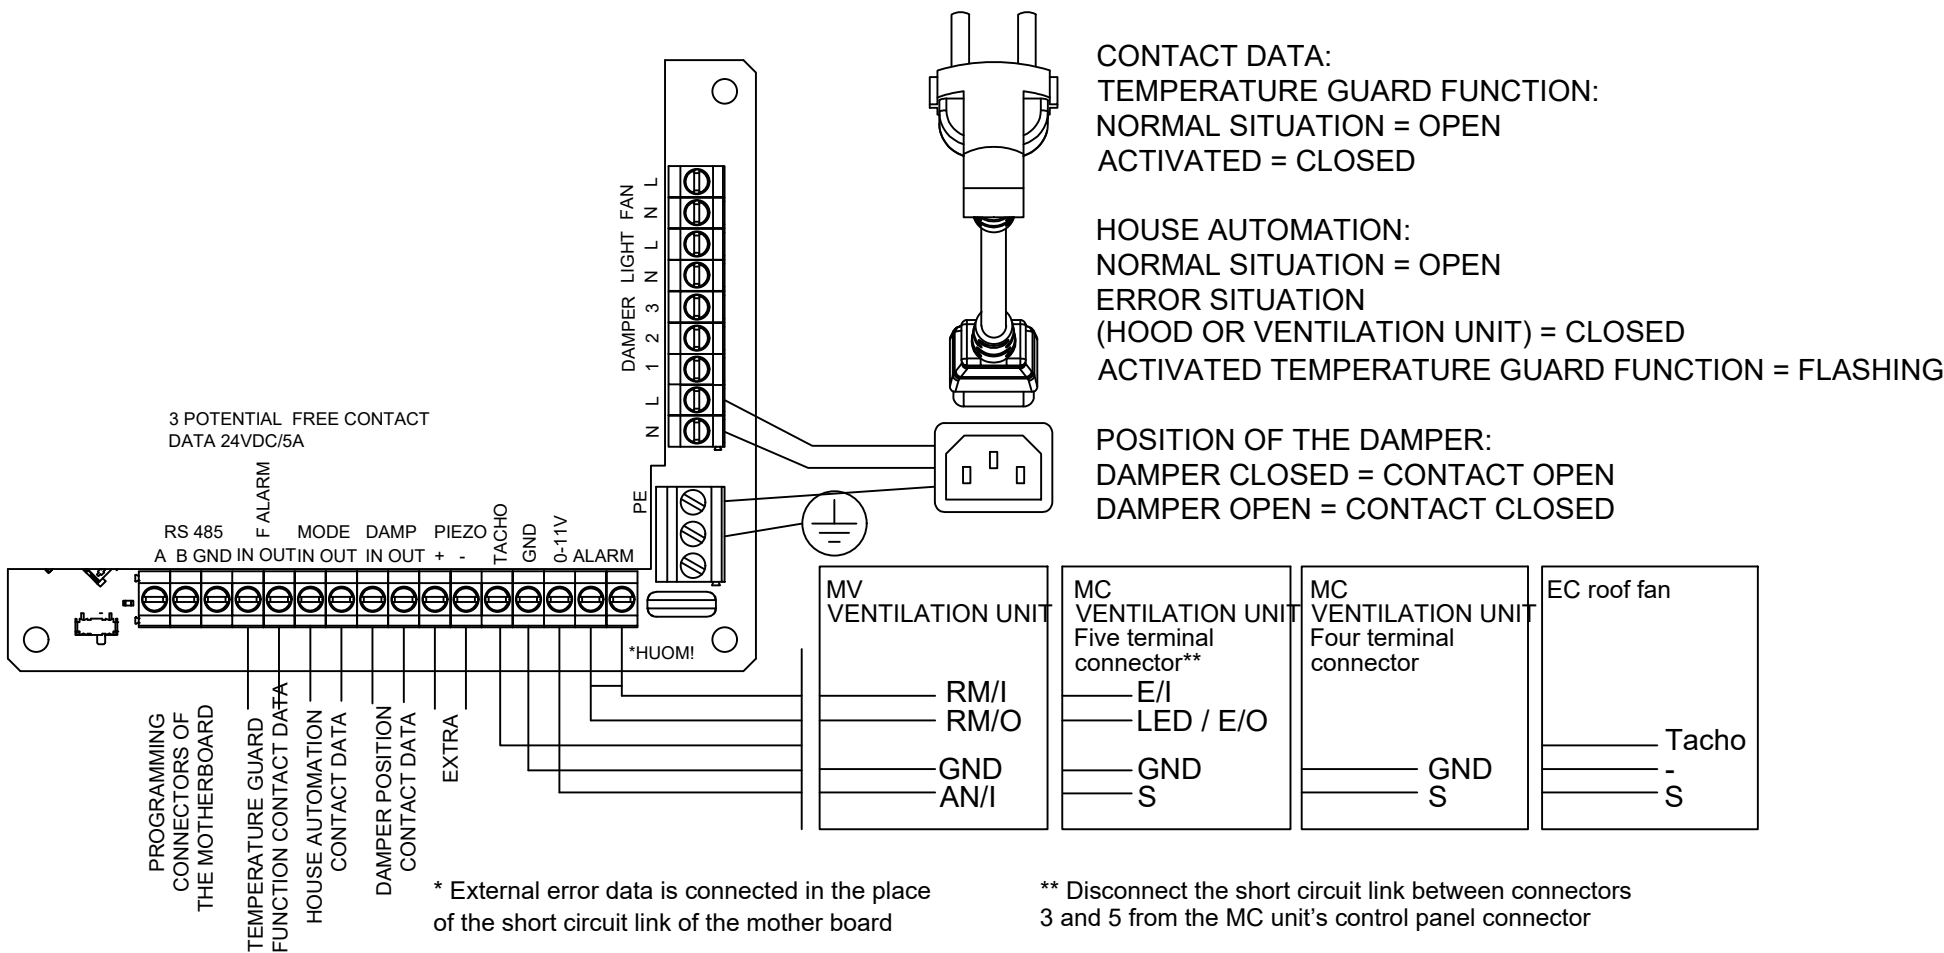 CONTACT DATA:
TEMPERATURE GUARD FUNCTION:
NORMAL SITUATION = OPEN
ACTIVATED = CLOSED
HOUSE AUTOMATION:
NORMAL SITUATION = OPEN
ERROR SITUATION
(HOOD OR VENTILATION UNIT) = CLOSED
ACTIVATED TEMPERATURE GUARD FUNCTION = FLASHING
POSITION OF THE DAMPER:
DAMPER CLOSED = CONTACT OPEN
DAMPER OPEN = CONTACT CLOSED
DAMPER LIGHT FAN
N L 1 2 3 N L N L
PE
3 POTENTIAL FREE CONTACT
DATA 24VDC/5A
F ALARM
RS 485 MODE DAMP PIEZO
TACHO
GND
0-11V
A B GND IN OUT IN OUT IN OUT + - ALARM
*HUOM!
PROGRAMMING
CONNECTORS OF
THE MOTHERBOARD
TEMPERATURE GUARD
FUNCTION CONTACT DATA
HOUSE AUTOMATION
CONTACT DATA
DAMPER POSITION
CONTACT DATA
EXTRA
MV
VENTILATION UNIT
RM/I
RM/O
GND
AN/I
MC
VENTILATION UNIT
Five terminal
connector**
E/I
LED / E/O
GND
S
MC
VENTILATION UNIT
Four terminal
connector
GND
S
EC roof fan
Tacho
-
S
* External error data is connected in the place
of the short circuit link of the mother board
** Disconnect the short circuit link between connectors
3 and 5 from the MC unit's control panel connector